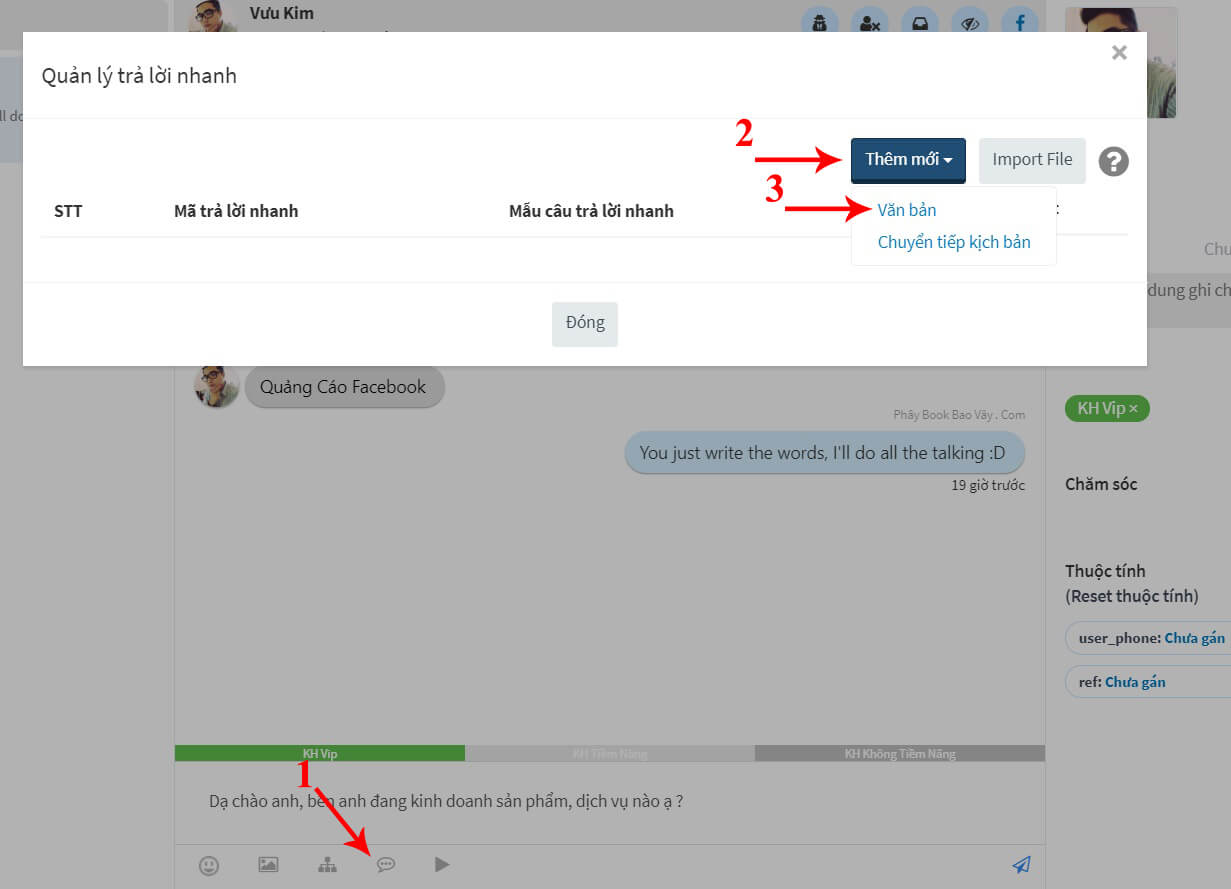 Vưu Kim
Quản lý trả lời nhanh
ll do
2
Thêm mới
Import File
?
3
STT
Mã trả lời nhanh
Mẫu câu trả lời nhanh
Văn bản
Chuyển tiếp kịch bản
Chu
dung ghi ch
Đóng
Quảng Cáo Facebook
Phây Book Bao Vây . Com
KH Vip ×
You just write the words, I'll do all the talking :D
19 giờ trước
Chăm sóc
Thuộc tính
(Reset thuộc tính)
user_phone: Chưa gán
ref: Chưa gán
KH Vip
KH Tiềm Năng
KH Không Tiềm Năng
1
Dạ chào anh, bên anh đang kinh doanh sản phẩm, dịch vụ nào ạ ?